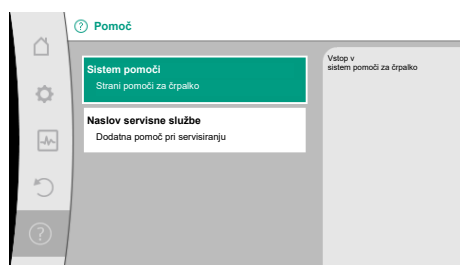 Pomoč
Sistem pomoči
Strani pomoči za črpalko
Naslov servisne službe
Dodatna pomoč pri servisiranju
Vstop v
sistem pomoči za črpalko